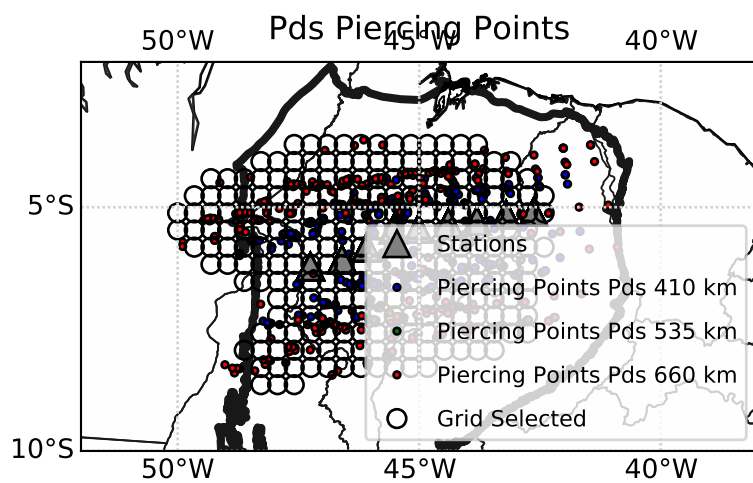 Pds Piercing Points
50°W 45°W 40°W
5°S
10°S
Stations
Piercing Points Pds 410 km
Piercing Points Pds 535 km
Piercing Points Pds 660 km
Grid Selected
50°W 45°W 40°W